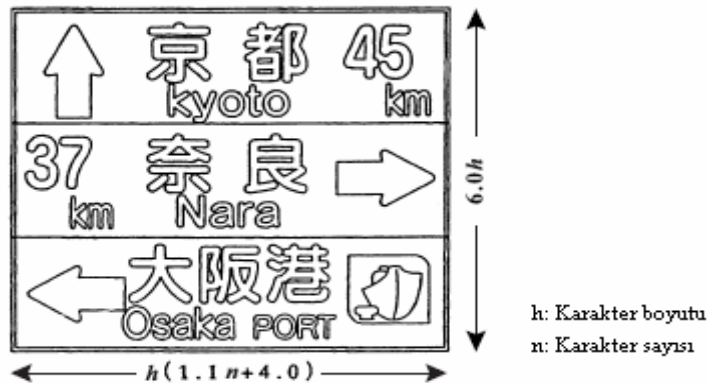 京都 45
kyoto km
37 奈良
km Nara
大阪港
Osaka PORT
6.0h
h: Karakter boyutu
n: Karakter sayısı
h(1.1n+4.0)